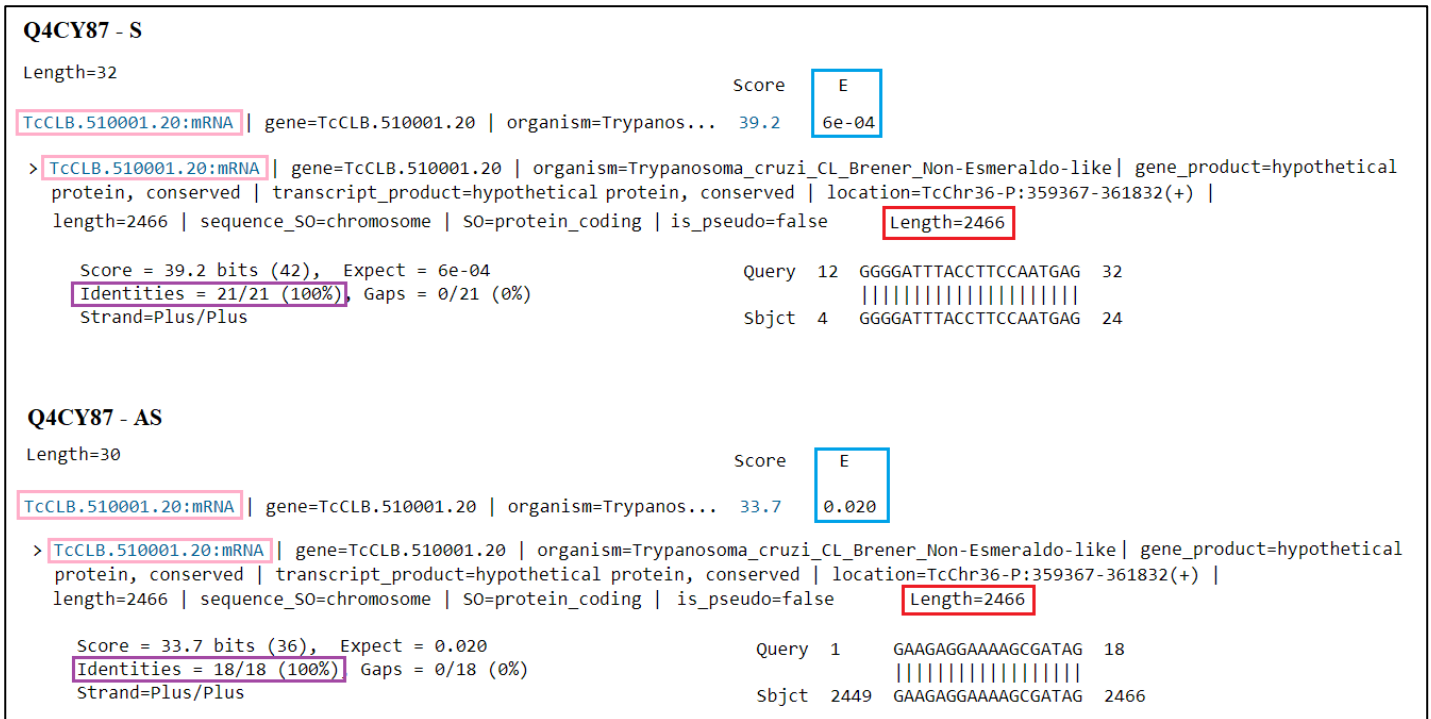 Q4CY87 - S
Length=32
Score E
TcCLB.510001.20:mRNA | gene=TcCLB.510001.20 | organism=Trypanos... 39.2 6e-04
> TcCLB.510001.20:mRNA | gene=TcCLB.510001.20 | organism=Trypanosoma_cruzi_CL_Brener_Non-Esmeraldo-like| gene_product=hypothetical
protein, conserved | transcript_product=hypothetical protein, conserved | location=TcChr36-P:359367-361832(+) |
length=2466 | sequence_SO=chromosome | SO=protein_coding | is_pseudo=false Length=2466
Score = 39.2 bits (42), Expect = 6e-04 Query 12 GGGGATTTACCTTCCAATGAG 32
Identities = 21/21 (100%), Gaps = 0/21 (0%) |||||||||||||||||||||
Strand=Plus/Plus Sbjct 4 GGGGATTTACCTTCCAATGAG 24
Q4CY87 - AS
Length=30
Score E
TcCLB.510001.20:mRNA | gene=TcCLB.510001.20 | organism=Trypanos... 33.7 0.020
> TcCLB.510001.20:mRNA | gene=TcCLB.510001.20 | organism=Trypanosoma_cruzi_CL_Brener_Non-Esmeraldo-like| gene_product=hypothetical
protein, conserved | transcript_product=hypothetical protein, conserved | location=TcChr36-P:359367-361832(+) |
length=2466 | sequence_SO=chromosome | SO=protein_coding | is_pseudo=false Length=2466
Score = 33.7 bits (36), Expect = 0.020 Query 1 GAAGAGGAAAAGCGATAG 18
Identities = 18/18 (100%) Gaps = 0/18 (0%) ||||||||||||||||||
Strand=Plus/Plus Sbjct 2449 GAAGAGGAAAAGCGATAG 2466